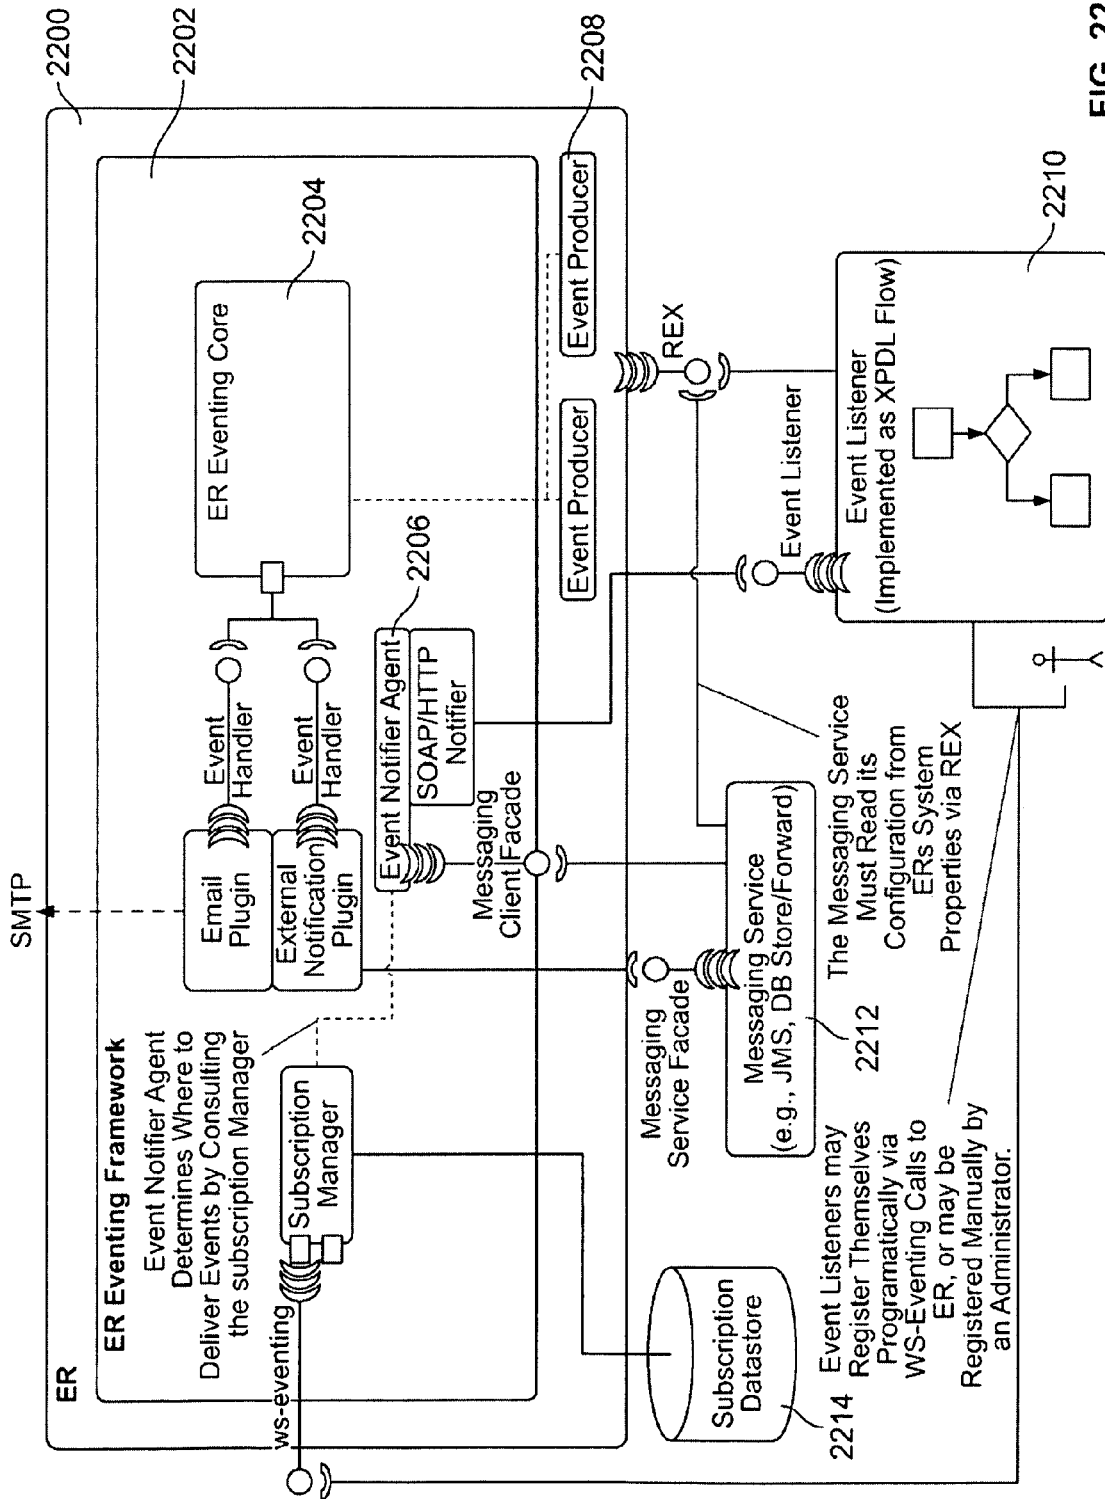 SMTP
ER
2200
ER Eventing Framework
2202
Event Notifier Agent
Determines Where to
Deliver Events by Consulting
the subscription Manager
Email
Plugin
External
Notification
Plugin
Event
Handler
Event
Handler
ER Eventing Core
2204
ws-eventing
Subscription
Manager
Event Notifier Agent
2206
SOAP/HTTP
Notifier
Messaging
Client Facade
Event Producer
Event Producer
2208
Messaging
Service Facade
REX
Event Listener
Subscription
Datastore
2214
Messaging Service
(e.g., JMS, DB Store/Forward)
2212
The Messaging Service
Must Read its
Configuration from
ERs System
Properties via REX
Event Listener
(Implemented as XPDL Flow)
2210
Event Listeners may
Register Themselves
Programatically via
WS-Eventing Calls to
ER, or may be
Registered Manually by
an Administrator.
FIG. 22